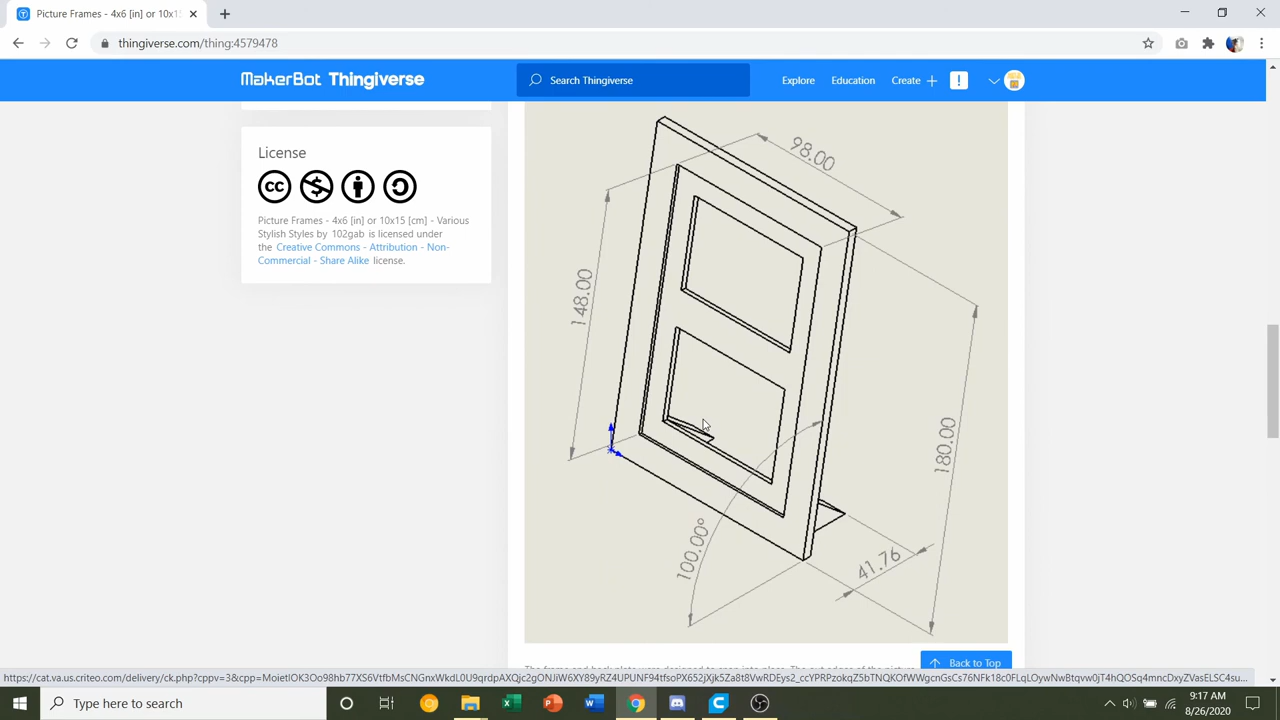 Picture Frames - 4x6 [in] or 10x15
thingiverse.com/thing:4579478
MakerBot Thingiverse
Search Thingiverse
Explore
Education
Create
!
License
cc
Picture Frames - 4x6 [in] or 10x15 [cm] - Various
Stylish Styles by 102gab is licensed under
the Creative Commons - Attribution - Non-
Commercial - Share Alike license.
98.00
148.00
180.00
100.00°
41.76
Back to Top
Type here to search
9:17 AM
8/26/2020